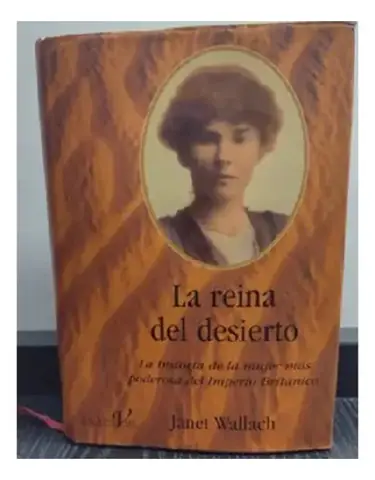 La reina
del desierto
La historia de la mujer más
poderosa del Imperio Británico
V
Janet Wallach